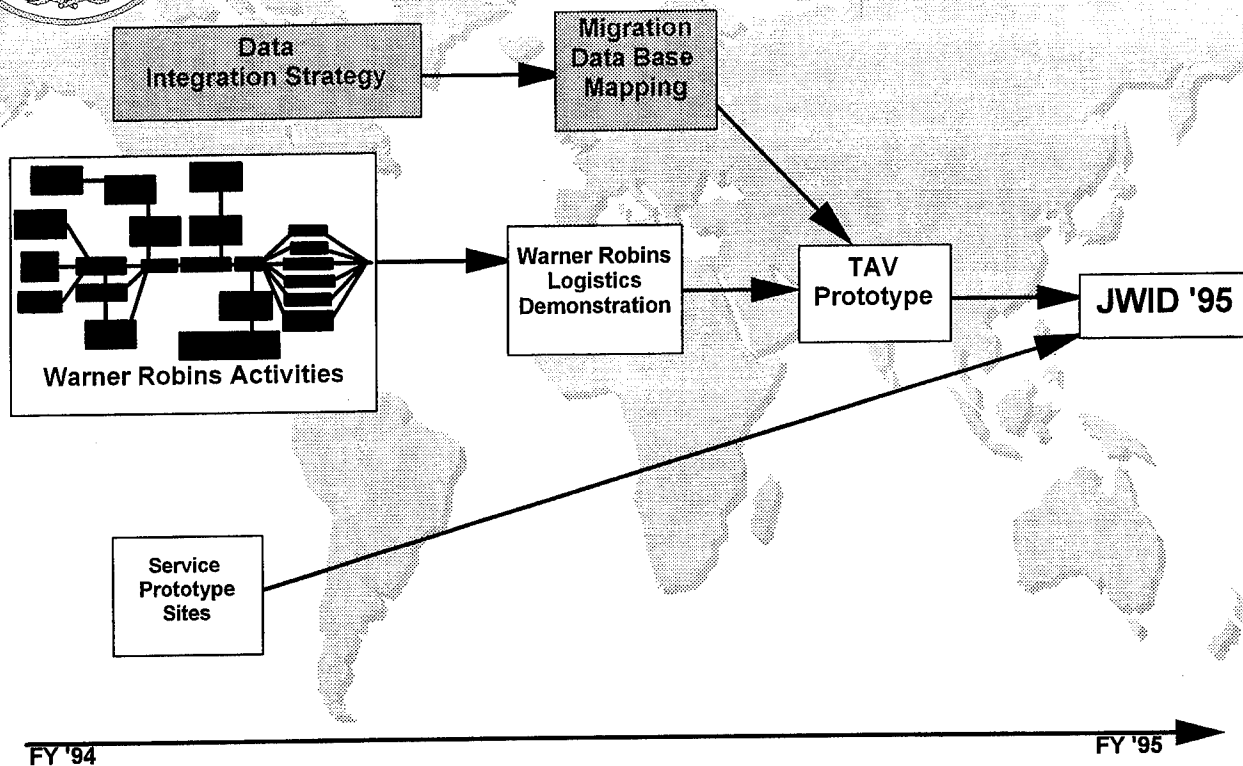 Data
Integration Strategy
Migration
Data Base
Mapping
Warner Robins Activities
Warner Robins
Logistics
Demonstration
TAV
Prototype
JWID '95
Service
Prototype
Sites
FY '94
FY '95